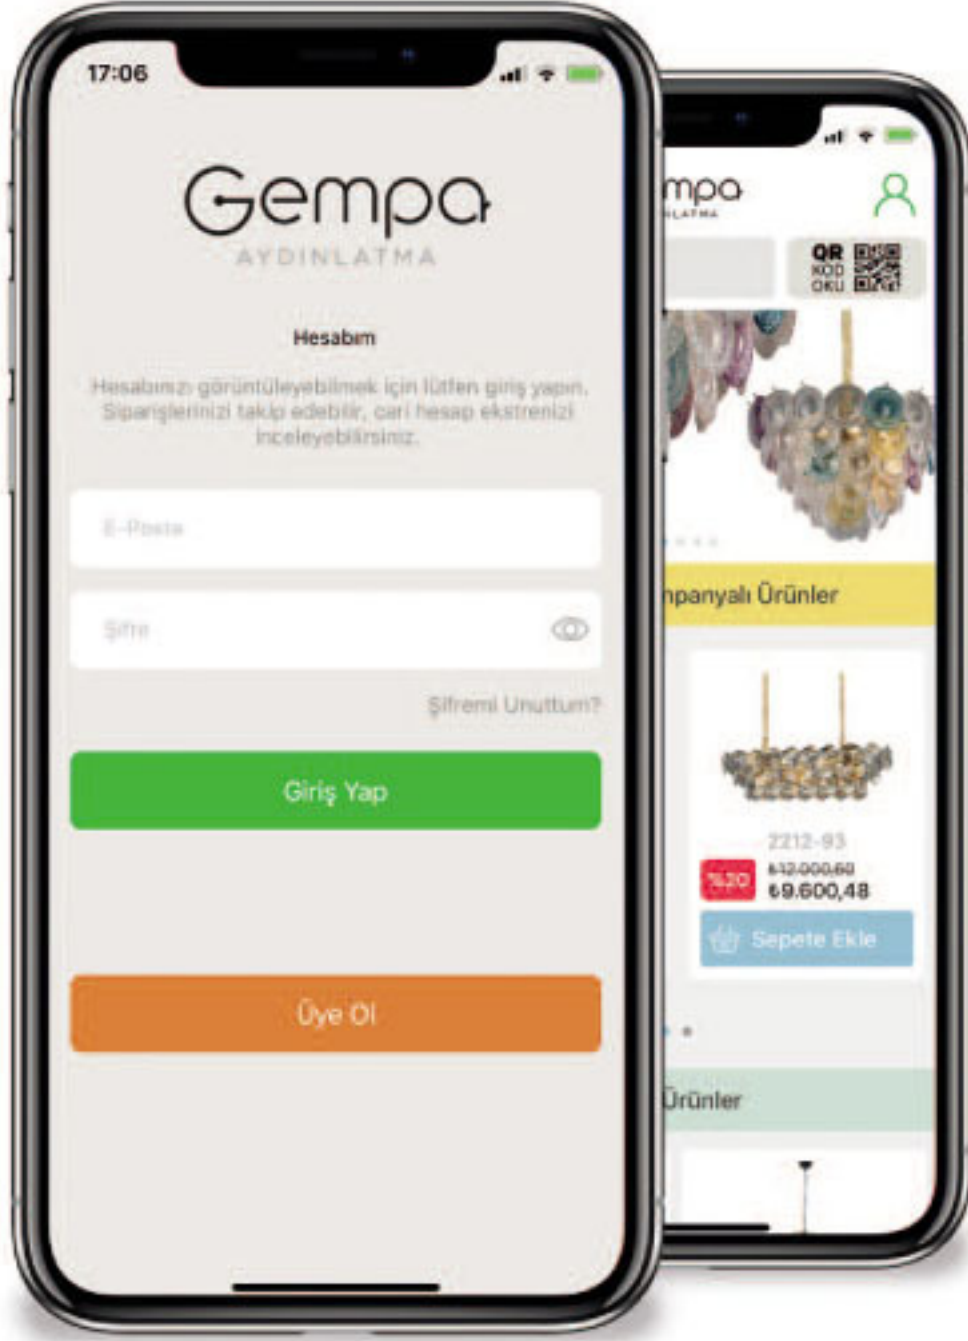 17:06
Gempa
AYDINLATMA
Hesabım
Hesabınızı görüntüleyebilmek için lütfen giriş yapın.
Siparişlerinizi takip edebilir, cari hesap ekstrenizi
inceleyebilirsiniz.
E-Posta
Şifre
Şifremi Unuttum?
Giriş Yap
Üye Ol
mpa
LATMA
QR
KOD
OKU
mpanyalı Ürünler
2212-93
%20
₺12.000,60
₺9.600,48
Sepete Ekle
Ürünler